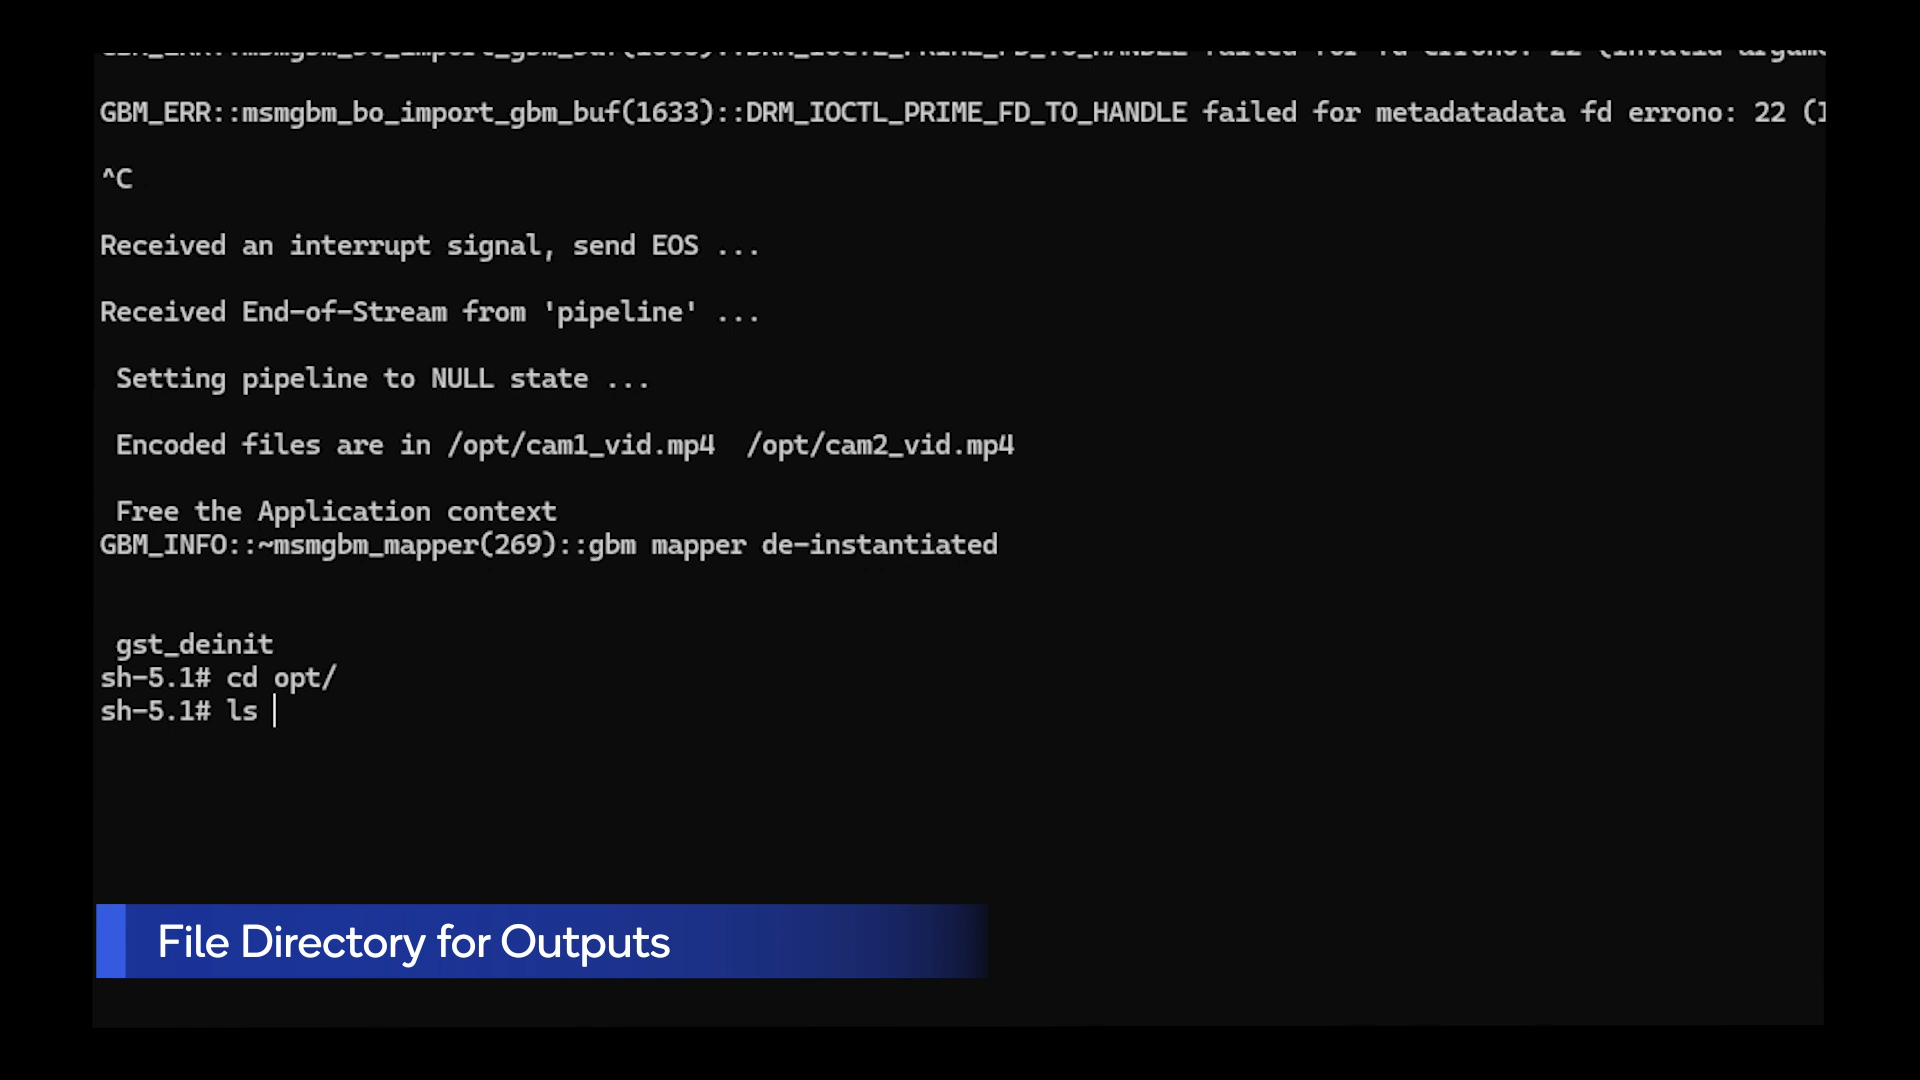 GBM_ERR::msmgbm_bo_import_gbm_buf(1633)::DRM_IOCTL_PRIME_FD_TO_HANDLE failed for metadatadata fd errono: 22 (I
^C
Received an interrupt signal, send EOS ...
Received End-of-Stream from 'pipeline' ...
Setting pipeline to NULL state ...
Encoded files are in /opt/cam1_vid.mp4  /opt/cam2_vid.mp4
Free the Application context
GBM_INFO::~msmgbm_mapper(269)::gbm mapper de-instantiated
gst_deinit
sh-5.1# cd opt/
sh-5.1# ls
File Directory for Outputs